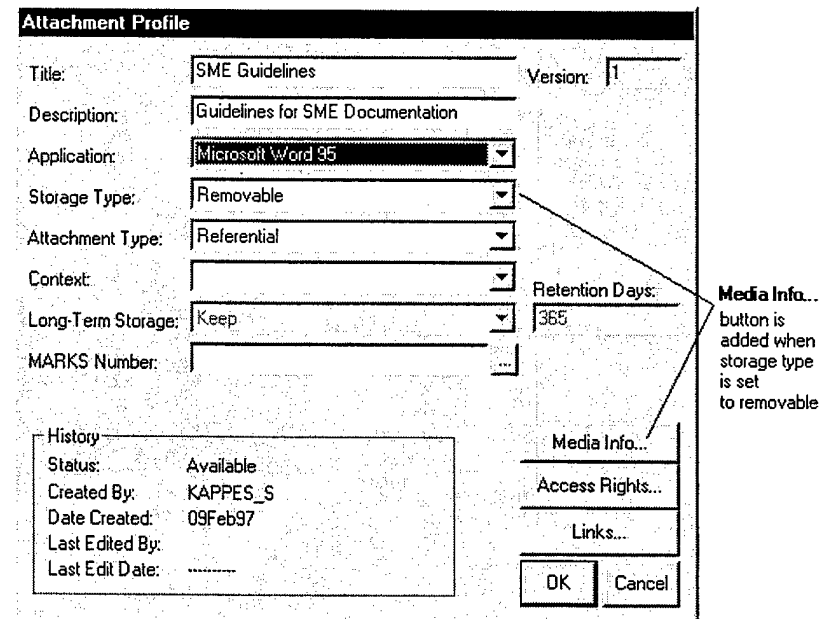 Attachment Profile
Title: SME Guidelines Version: 1
Description: Guidelines for SME Documentation
Application: Microsoft Word 95
Storage Type: Removable
Attachment Type: Referential
Context:
Retention Days:
Long-Term Storage: Keep 365
MARKS Number: ...
Media Info...
button is
added when
storage type
is set
to removable
History
Status: Available
Created By: KAPPES_S
Date Created: 09Feb97
Last Edited By:
Last Edit Date: ---------
Media Info...
Access Rights...
Links...
OK Cancel